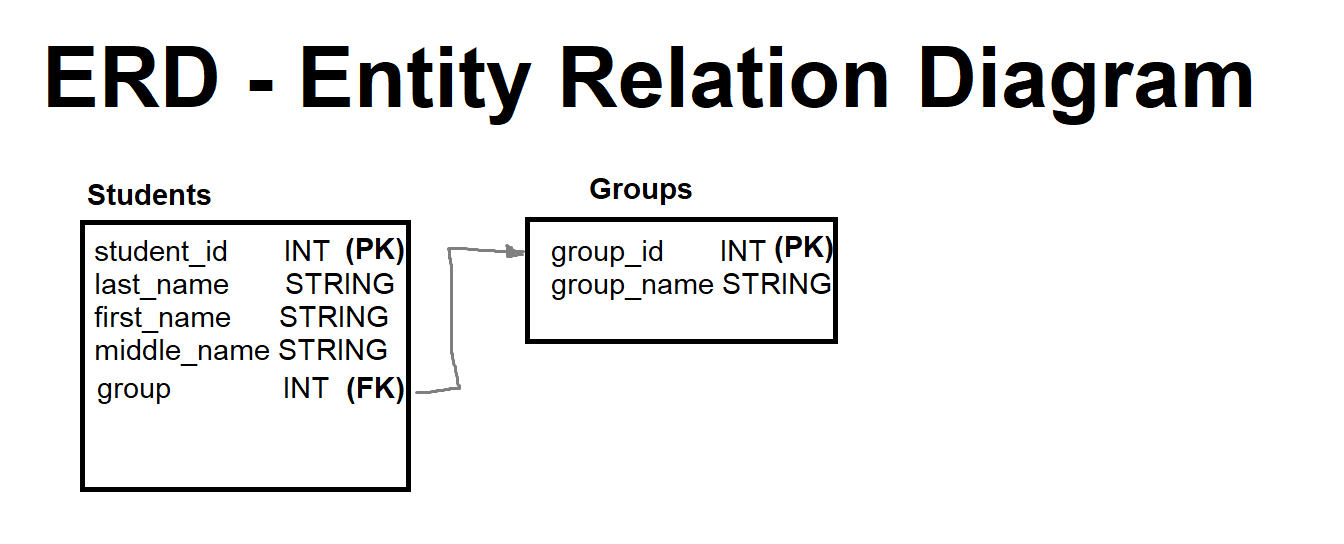 ERD - Entity Relation Diagram
Students
student_id INT (PK)
last_name STRING
first_name STRING
middle_name STRING
group INT (FK)
Groups
group_id INT (PK)
group_name STRING